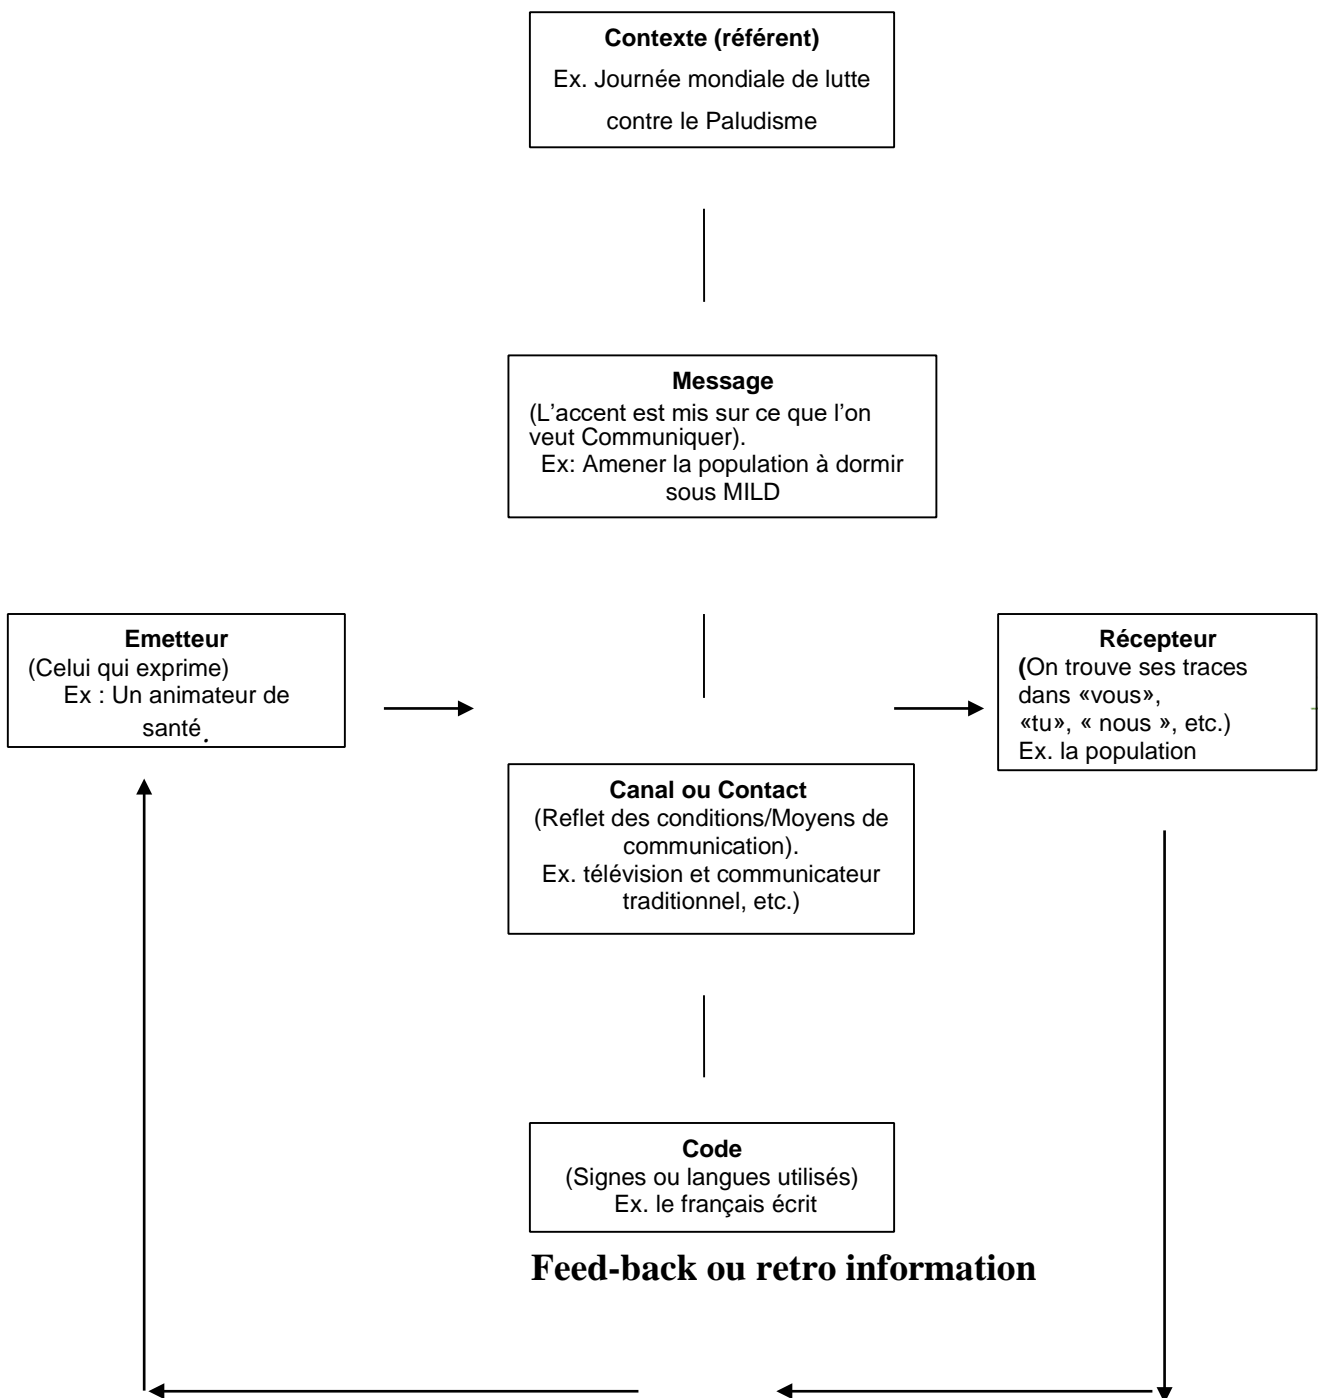 Contexte (référent)
Ex. Journée mondiale de lutte
contre le Paludisme
Message
(L’accent est mis sur ce que l’on
veut Communiquer).
Ex: Amener la population à dormir
sous MILD
Emetteur
(Celui qui exprime)
Ex : Un animateur de
santé.
Récepteur
(On trouve ses traces
dans «vous»,
«tu», « nous », etc.)
Ex. la population
Canal ou Contact
(Reflet des conditions/Moyens de
communication).
Ex. télévision et communicateur
traditionnel, etc.)
Code
(Signes ou langues utilisés)
Ex. le français écrit
Feed-back ou retro information